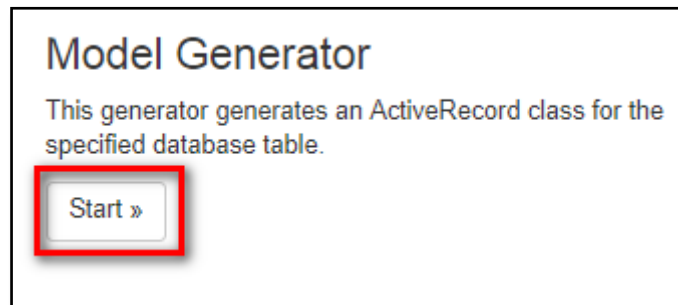 Model Generator
This generator generates an ActiveRecord class for the
specified database table.
Start »